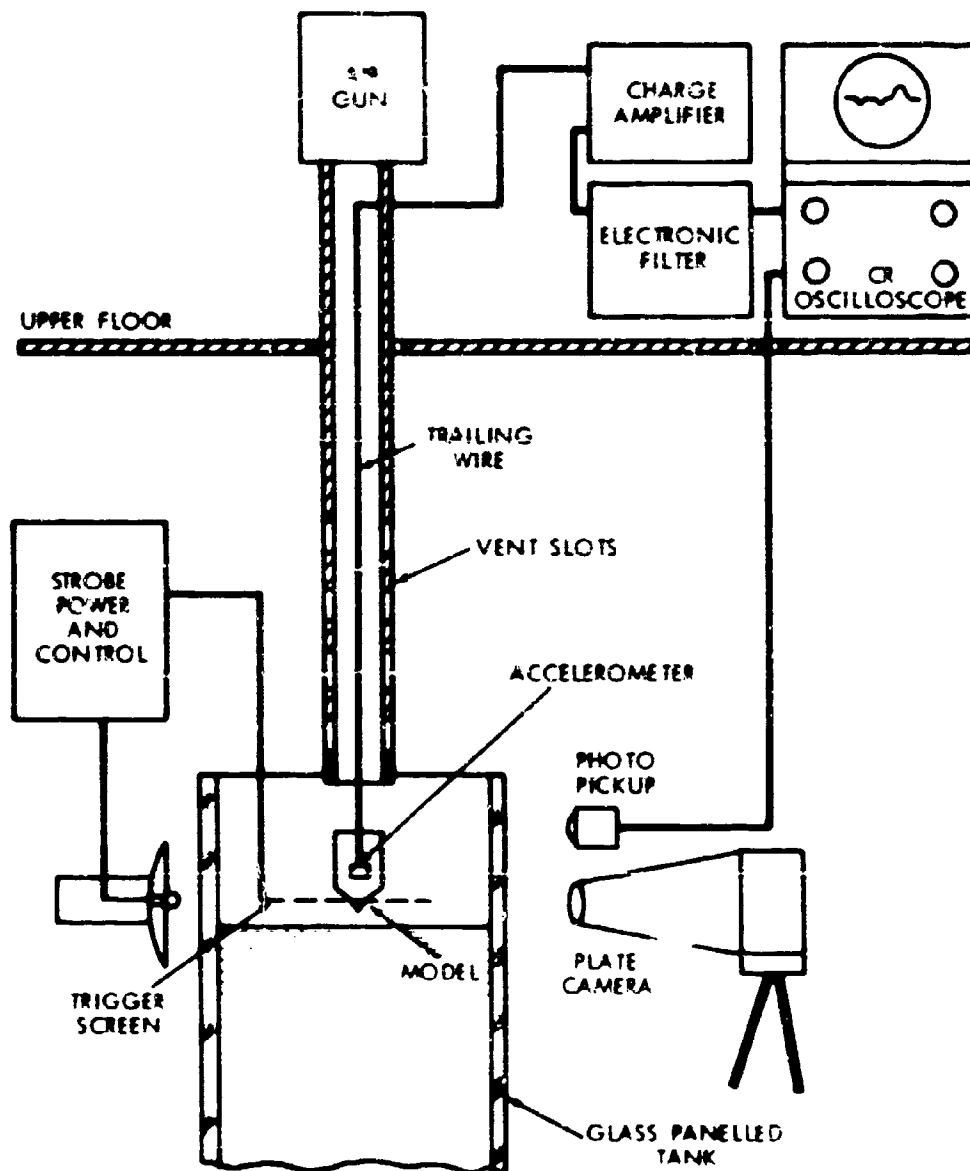 GUN
CHARGE
AMPLIFIER
ELECTRONIC
FILTER
CR
OSCILLOSCOPE
UPPER FLOOR
TRAILING
WIRE
VENT SLOTS
STROBE
POWER
AND
CONTROL
ACCELEROMETER
PHOTO
PICKUP
MODEL
PLATE
CAMERA
TRIGGER
SCREEN
GLASS PANELLED
TANK